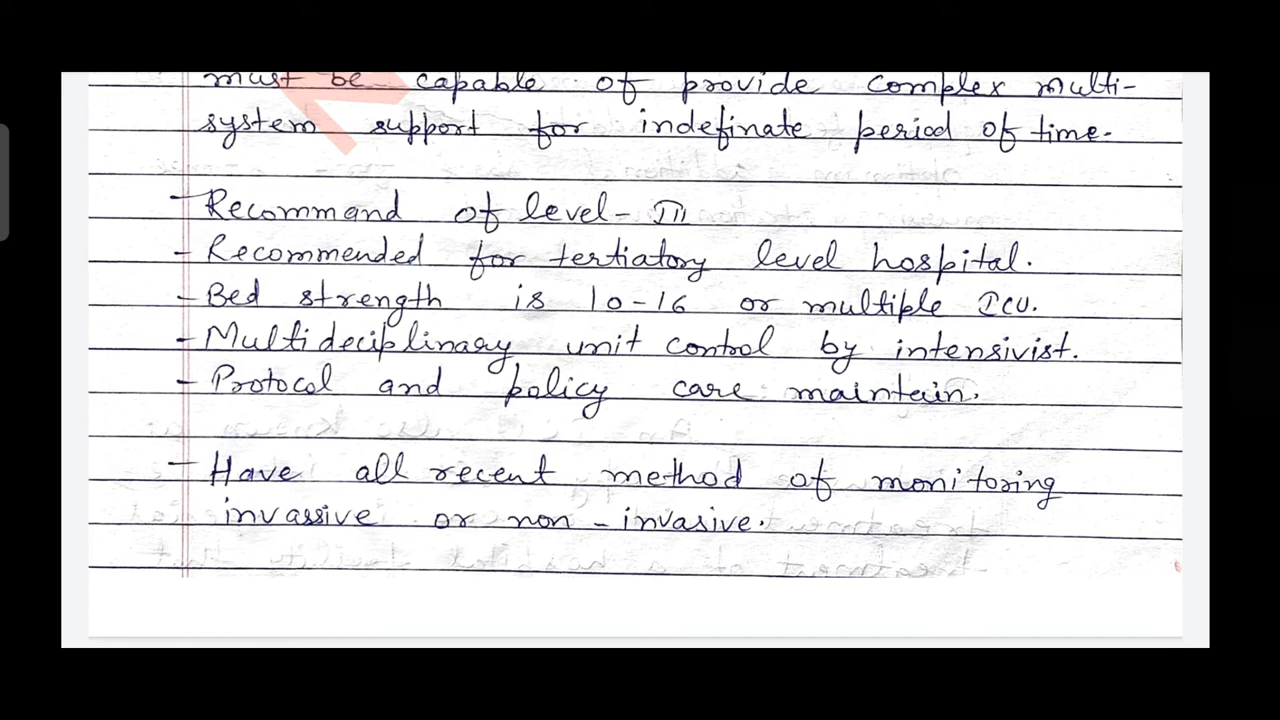 must be capable of provide complex multi-
system support for indefinate period of time.
- Recommand of level- III
- Recommended for tertiatory level hospital.
- Bed strength is 10-16 or multiple ICU.
- Multideciplinary unit control by intensivist.
- Protocol and policy care maintain.
- Have all recent method of monitoring
invassive or non-invasive.